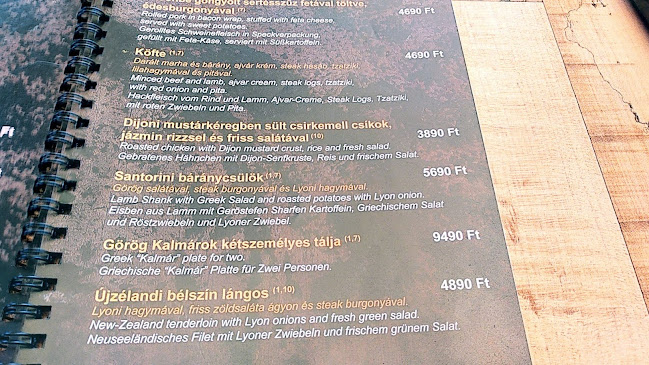 göngyölt sertésszűz fetával töltve,
édesburgonyával (7) 4690 Ft
Rolled pork in bacon wrap, stuffed with feta cheese,
served with sweet potatoes.
Gerolltes Schweinefleisch in Speckverpackung,
gefüllt mit Feta-Käse, serviert mit Süßkartoffeln.
Köfte (1,7) 4690 Ft
Darált marha és bárány, ajvár krém, steak hasáb, tzatziki,
lilahagymával és pitával.
Minced beef and lamb, ajvar cream, steak logs, tzatziki,
with red onion and pita.
Hackfleisch vom Rind und Lamm, Ajvar-Creme, Steak Logs, Tzatziki,
mit roten Zwiebeln und Pita.
Dijoni mustárkéregben sült csirkemell csíkok,
jázmin rizzsel és friss salátával (10) 3890 Ft
Roasted chicken with Dijon mustard crust, rice and fresh salad.
Gebratenes Hähnchen mit Dijon-Senfkruste, Reis und frischem Salat.
Santorini báránycsülök (1,7) 5690 Ft
Görög salátával, steak burgonyával és Lyoni hagymával.
Lamb Shank with Greek Salad and roasted potatoes with Lyon onion.
Eisben aus Lamm mit Geröstefen Sharfen Kartoffeln, Griechischem Salat
und Röstzwiebeln und Lyoner Zwiebel.
Görög Kalmárok kétszemélyes tálja (1,7) 9490 Ft
Greek "Kalmár" plate for two.
Griechische "Kalmár" Platte für Zwei Personen.
Újzélandi bélszín lángos (1,10) 4890 Ft
Lyoni hagymával, friss zöldsaláta ágyon és steak burgonyával.
New-Zealand tenderloin with Lyon onions and fresh green salad.
Neuseeländisches Filet mit Lyoner Zwiebeln und frischem grünem Salat.
Ft